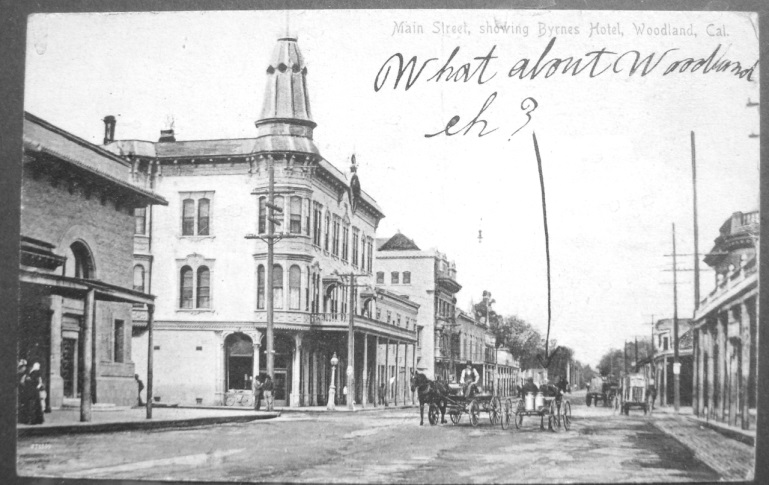 Main Street, showing Byrnes Hotel, Woodland, Cal.
What about Woodland
eh?